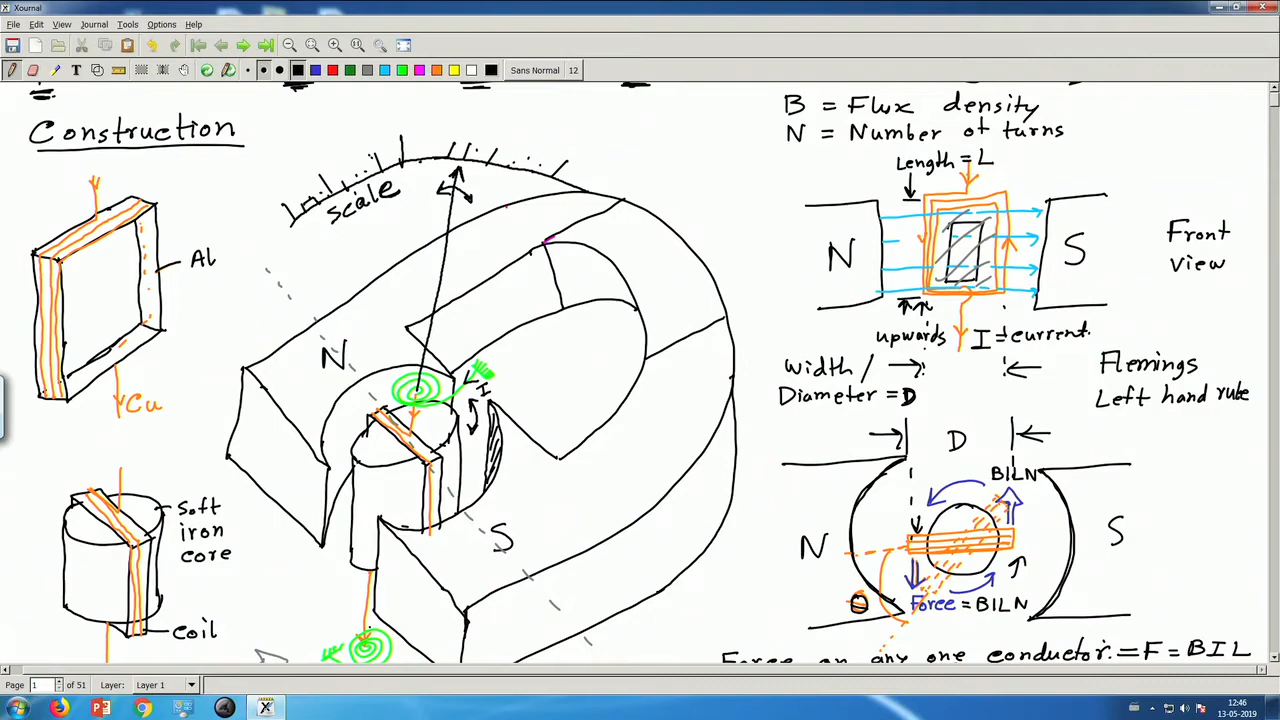 Xournal
File Edit View Journal Tools Options Help
Sans Normal 12
Construction
Al
Cu
soft
iron
core
coil
scale
N
I
S
B = Flux density
N = Number of turns
Length = L
N
S
Front
view
upwards
I = current.
width /
Diameter = D
Flemings
Left hand rule
D
BILN
N
S
θ
Force = BILN
Force on any one conductor. = F = BIL
Page 1 of 51 Layer: Layer 1
12:46
13-05-2019